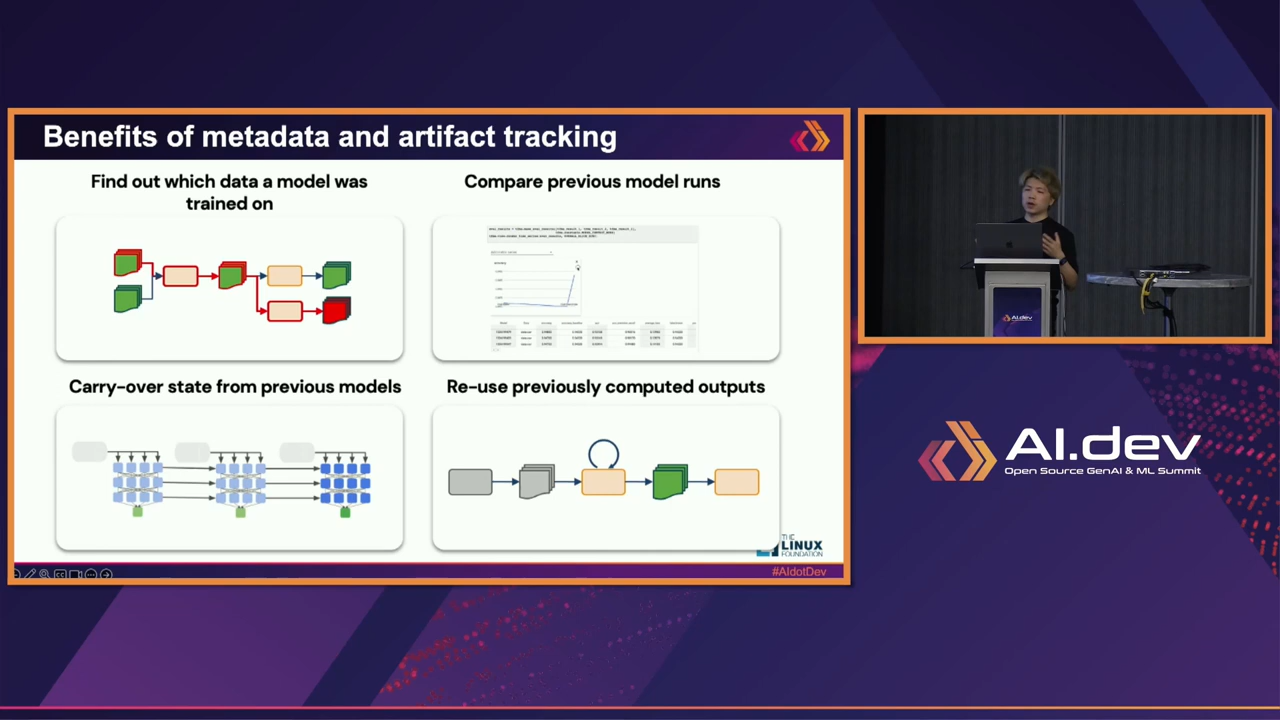 Benefits of metadata and artifact tracking
Find out which data a model was
trained on
Compare previous model runs
Carry-over state from previous models
Re-use previously computed outputs
THE
LINUX
FOUNDATION
#AIdotDev
AI.dev
AI.dev
Open Source GenAI & ML Summit